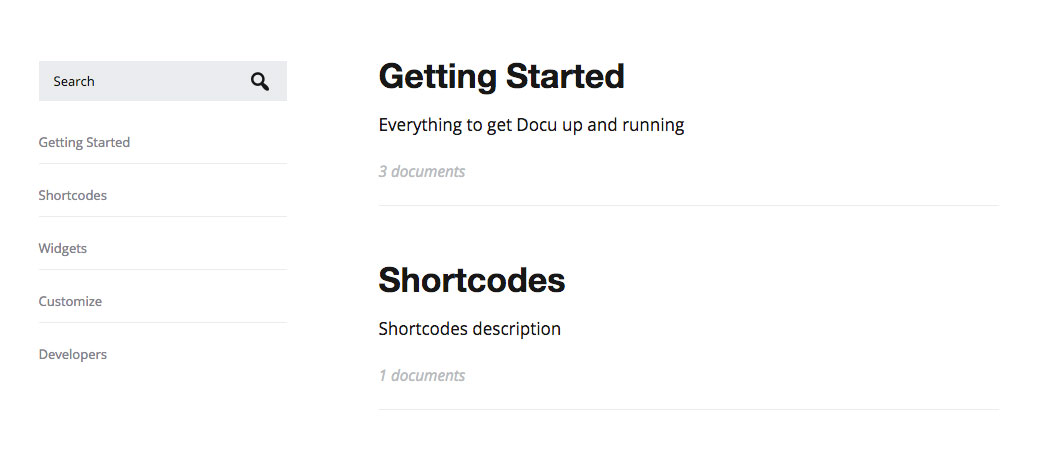 Search
Getting Started
Shortcodes
Widgets
Customize
Developers
Getting Started
Everything to get Docu up and running
3 documents
Shortcodes
Shortcodes description
1 documents